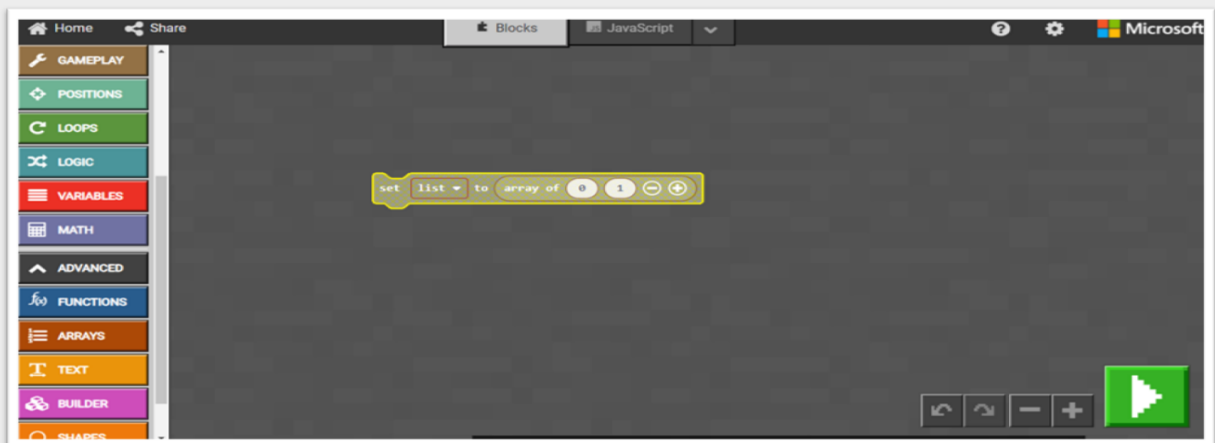 Home Share Blocks JavaScript Microsoft
GAMEPLAY
POSITIONS
LOOPS
LOGIC
VARIABLES
MATH
ADVANCED
f(x) FUNCTIONS
ARRAYS
TEXT
BUILDER
SHAPES
set list to array of 0 1